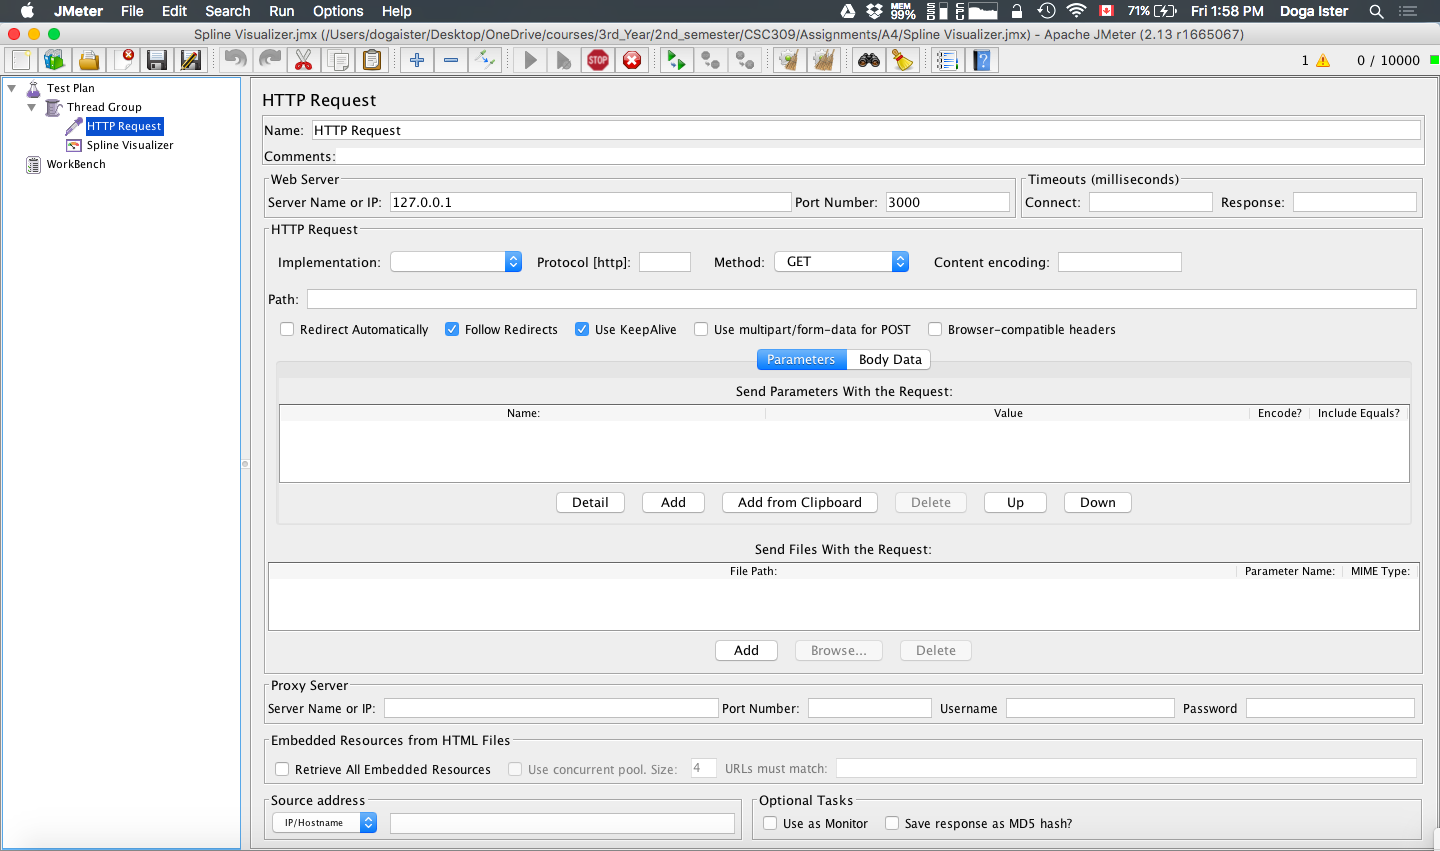 JMeter File Edit Search Run Options Help MEM 99% 71% Fri 1:58 PM Doga Ister
Spline Visualizer.jmx (/Users/dogaister/Desktop/OneDrive/courses/3rd_Year/2nd_semester/CSC309/Assignments/A4/Spline Visualizer.jmx) - Apache JMeter (2.13 r1665067)
STOP ? 1 0 / 10000
Test Plan
Thread Group
HTTP Request
Spline Visualizer
WorkBench
HTTP Request
Name: HTTP Request
Comments:
Web Server
Server Name or IP: 127.0.0.1 Port Number: 3000
Timeouts (milliseconds)
Connect: Response:
HTTP Request
Implementation: Protocol [http]: Method: GET Content encoding:
Path:
Redirect Automatically Follow Redirects Use KeepAlive Use multipart/form-data for POST Browser-compatible headers
Parameters Body Data
Send Parameters With the Request:
Name: Value Encode? Include Equals?
Detail Add Add from Clipboard Delete Up Down
Send Files With the Request:
File Path: Parameter Name: MIME Type:
Add Browse... Delete
Proxy Server
Server Name or IP: Port Number: Username Password
Embedded Resources from HTML Files
Retrieve All Embedded Resources Use concurrent pool. Size: 4 URLs must match:
Source address
IP/Hostname
Optional Tasks
Use as Monitor Save response as MD5 hash?